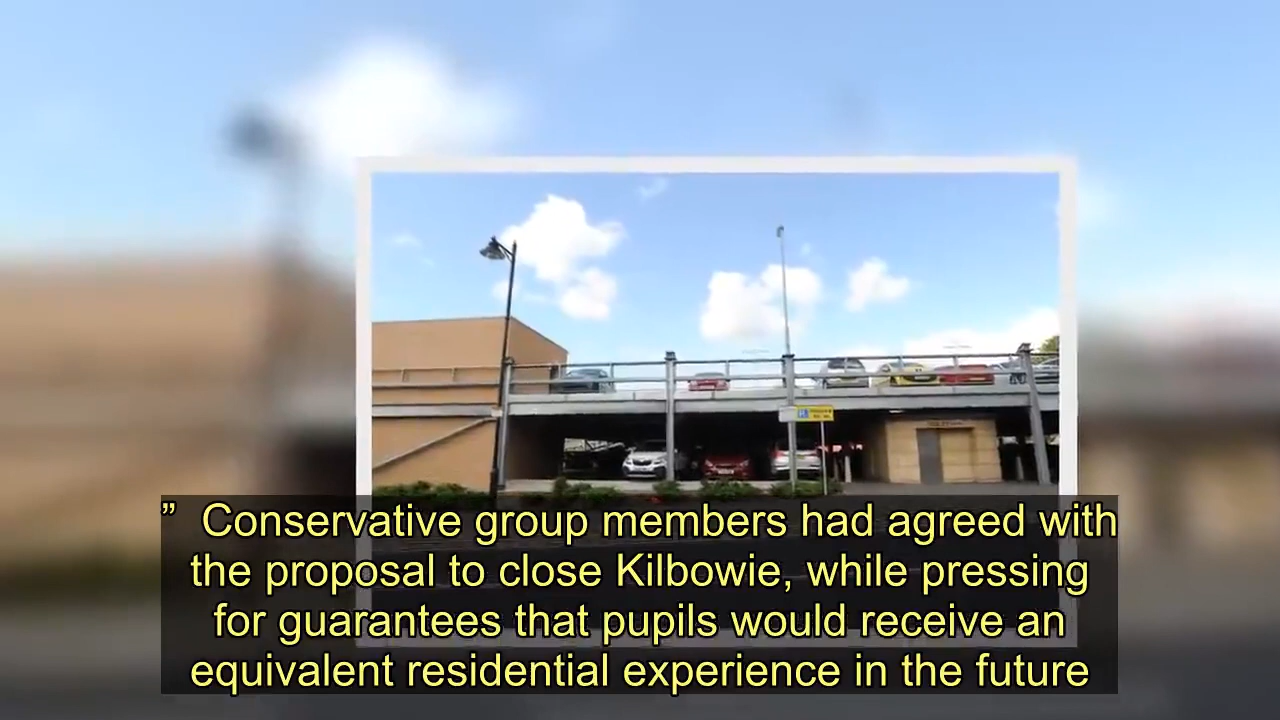 ”  Conservative group members had agreed with
the proposal to close Kilbowie, while pressing
for guarantees that pupils would receive an
equivalent residential experience in the future